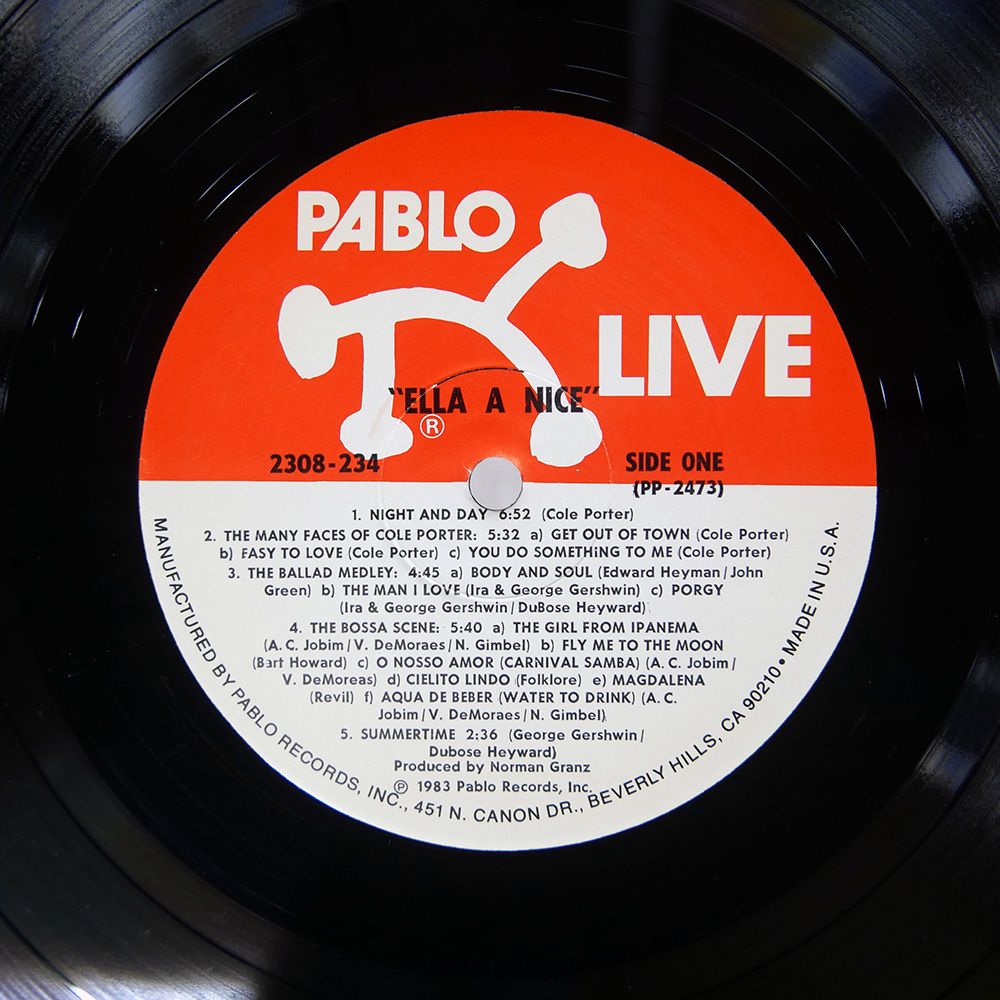 PABLO
LIVE
"ELLA A NICE"
®
2308-234
SIDE ONE
(PP-2473)
1. NIGHT AND DAY 6:52 (Cole Porter)
2. THE MANY FACES OF COLE PORTER: 5:32 a) GET OUT OF TOWN (Cole Porter)
b) FASY TO LOVE (Cole Porter) c) YOU DO SOMETHiNG TO ME (Cole Porter)
3. THE BALLAD MEDLEY: 4:45 a) BODY AND SOUL (Edward Heyman/John
Green) b) THE MAN I LOVE (Ira & George Gershwin) c) PORGY
(Ira & George Gershwin/DuBose Heyward)
4. THE BOSSA SCENE: 5:40 a) THE GIRL FROM IPANEMA
(A. C. Jobim/V. DeMoraes/N. Gimbel) b) FLY ME TO THE MOON
(Bart Howard) c) O NOSSO AMOR (CARNIVAL SAMBA) (A. C. Jobim/
V. DeMoreas) d) CIELITO LINDO (Folklore) e) MAGDALENA
(Revil) f) AQUA DE BEBER (WATER TO DRINK) (A. C.
Jobim/V. DeMoraes/N. Gimbel)
5. SUMMERTIME 2:36 (George Gershwin/
Dubose Heyward)
Produced by Norman Granz
℗ 1983 Pablo Records, Inc.
MANUFACTURED BY PABLO RECORDS, INC., 451 N. CANON DR., BEVERLY HILLS, CA 90210 • MADE IN U.S.A.